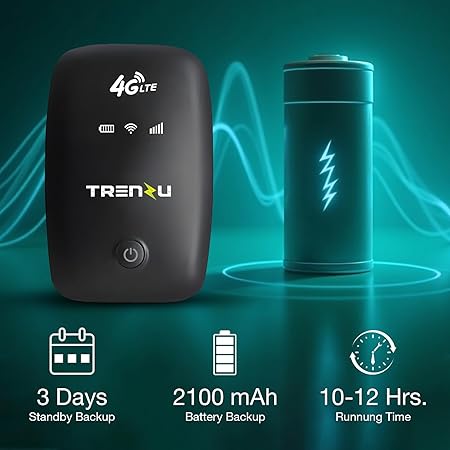 4G LTE
TRENZU
3 Days
Standby Backup
2100 mAh
Battery Backup
10-12 Hrs.
Runnung Time